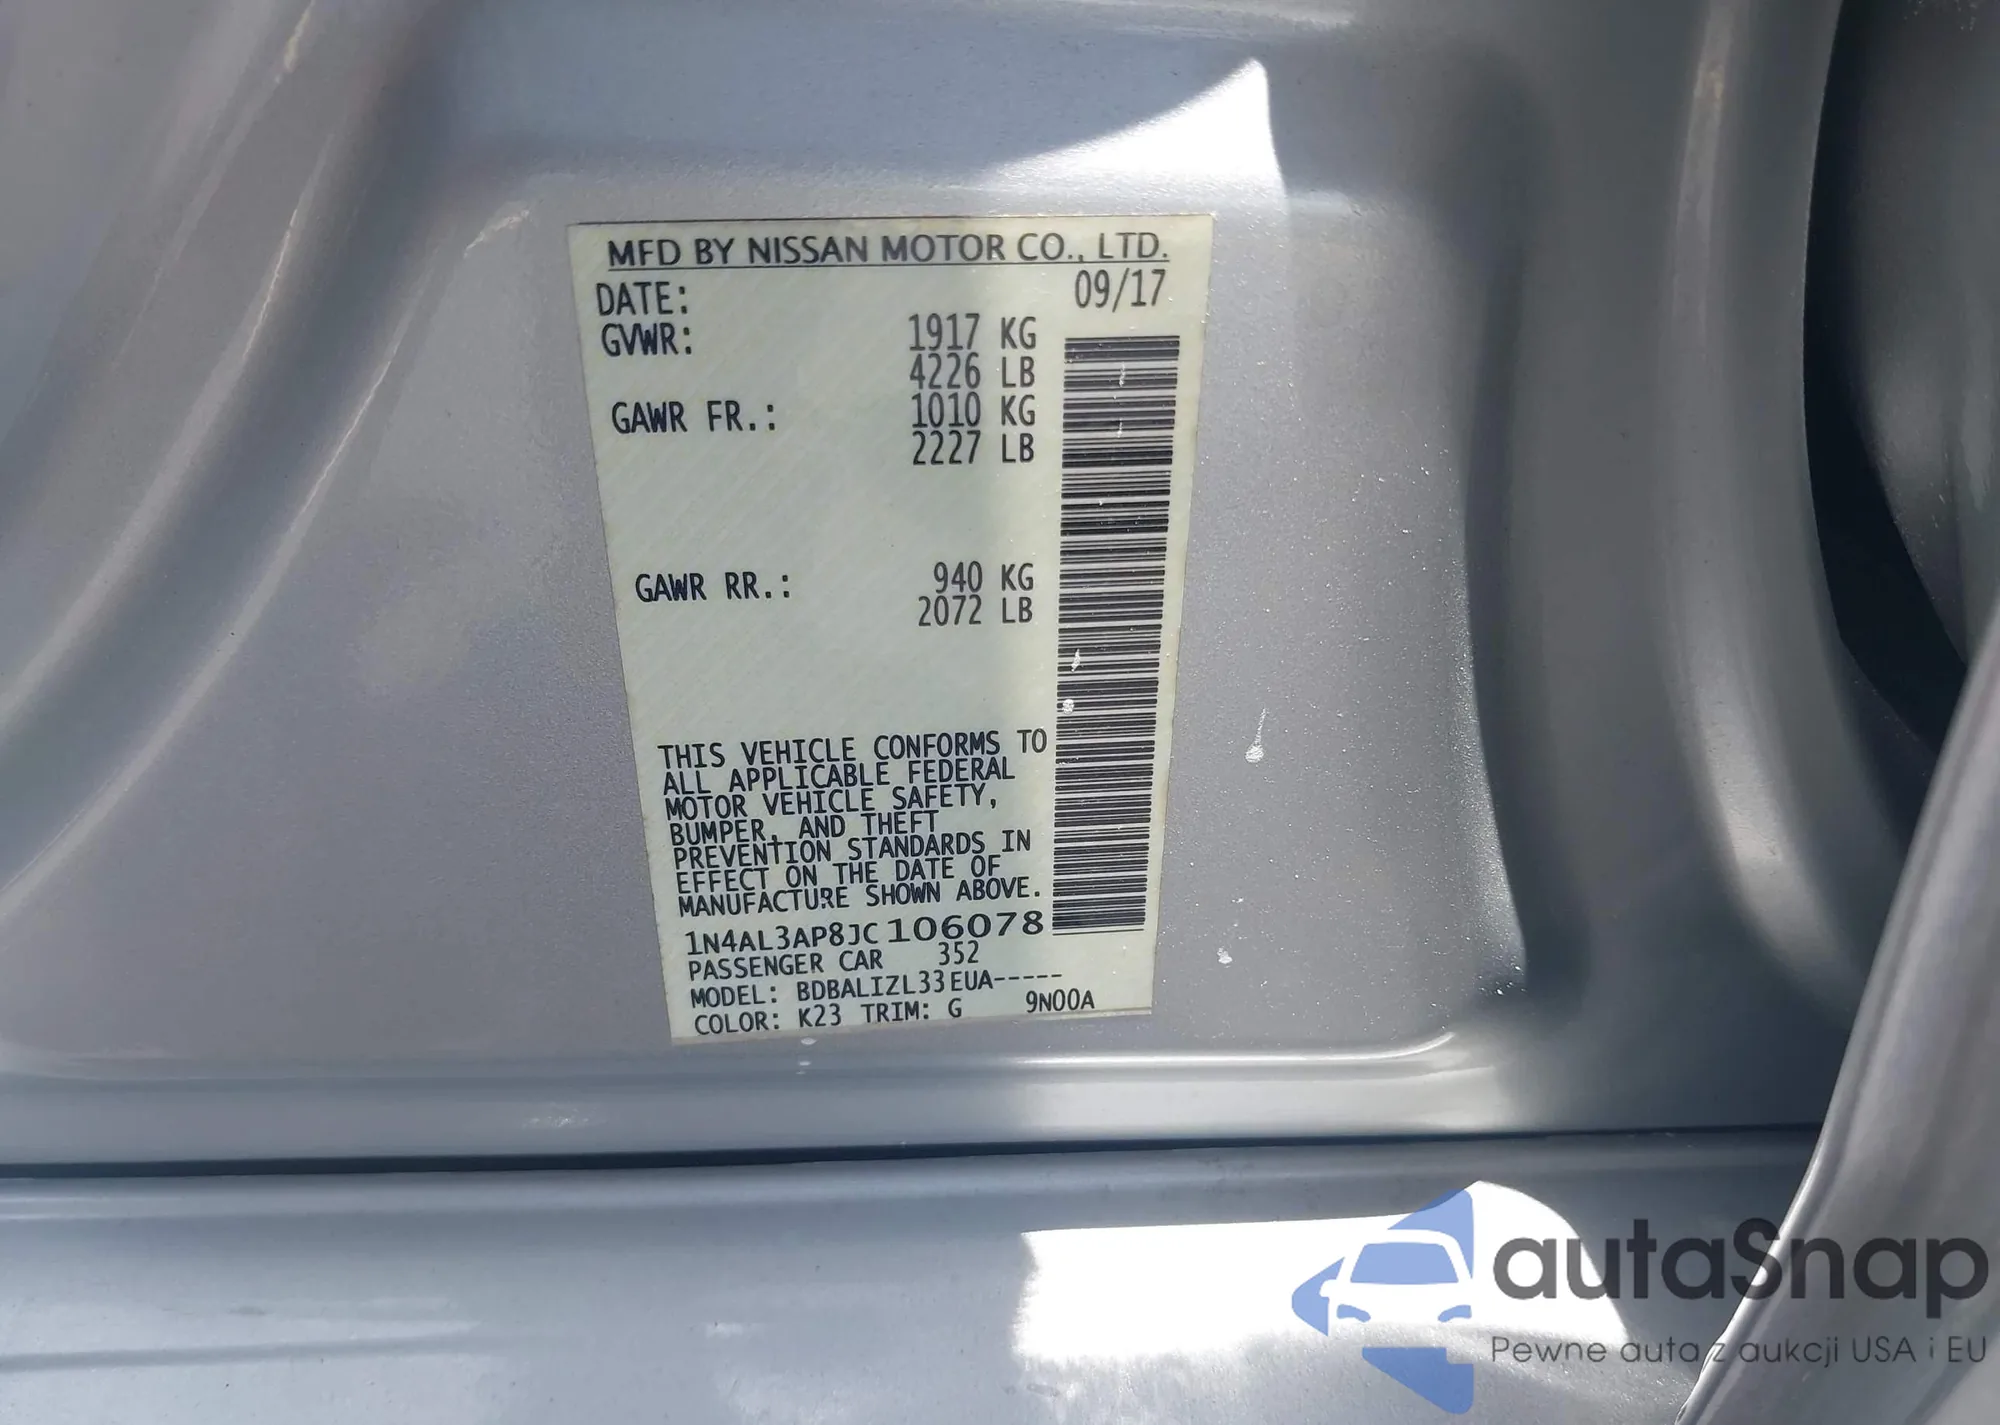 MFD BY NISSAN MOTOR CO., LTD.
DATE: 09/17
GVWR: 1917 KG
4226 LB
GAWR FR.: 1010 KG
2227 LB
GAWR RR.: 940 KG
2072 LB
THIS VEHICLE CONFORMS TO
ALL APPLICABLE FEDERAL
MOTOR VEHICLE SAFETY,
BUMPER, AND THEFT
PREVENTION STANDARDS IN
EFFECT ON THE DATE OF
MANUFACTURE SHOWN ABOVE.
1N4AL3AP8JC106078
PASSENGER CAR 352
MODEL: BDBALIZL33EUA-----
COLOR: K23 TRIM: G 9N00A
autaSnap
Pewne auta z aukcji USA i EU